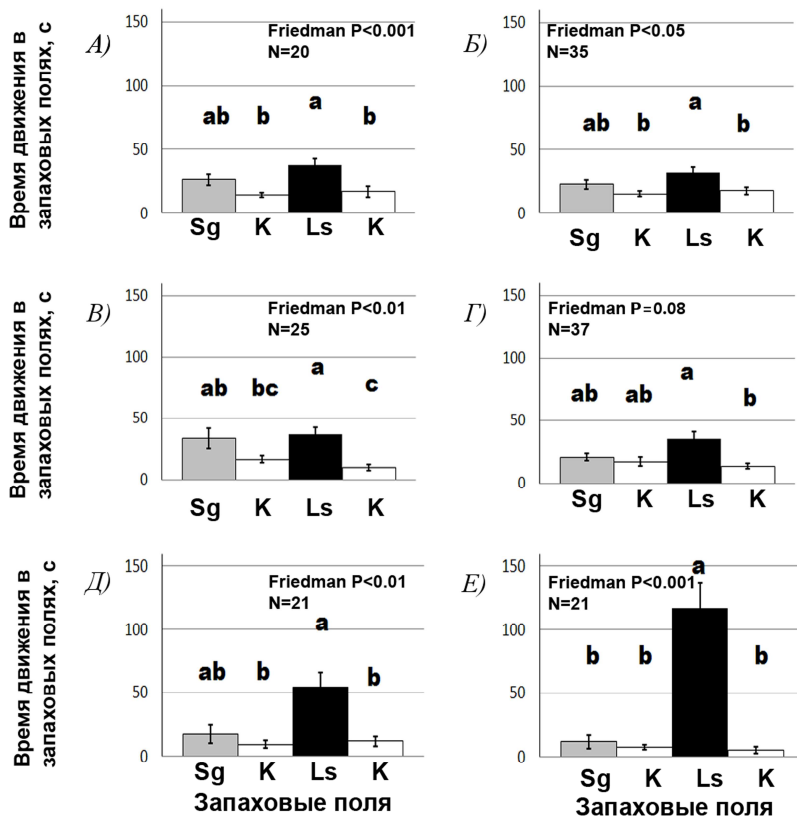 Время движения в
запаховых полях, с
А)
150
100
50
0
Friedman P<0.001
N=20
ab b a b
Sg K Ls K
Б)
150
100
50
0
Friedman P<0.05
N=35
ab b a b
Sg K Ls K
Время движения в
запаховых полях, с
В)
150
100
50
0
Friedman P<0.01
N=25
ab bc a c
Sg K Ls K
Г)
150
100
50
0
Friedman P=0.08
N=37
ab ab a b
Sg K Ls K
Время движения в
запаховых полях, с
Д)
150
100
50
0
Friedman P<0.01
N=21
ab b a b
Sg K Ls K
Запаховые поля
Е)
150
100
50
0
Friedman P<0.001
N=21
b b a b
Sg K Ls K
Запаховые поля